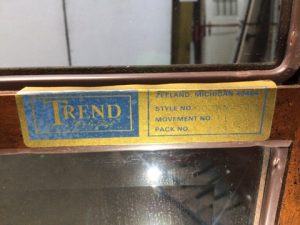 TREND
ZEELAND, MICHIGAN 49464
STYLE NO.
MOVEMENT NO.
PACK NO.